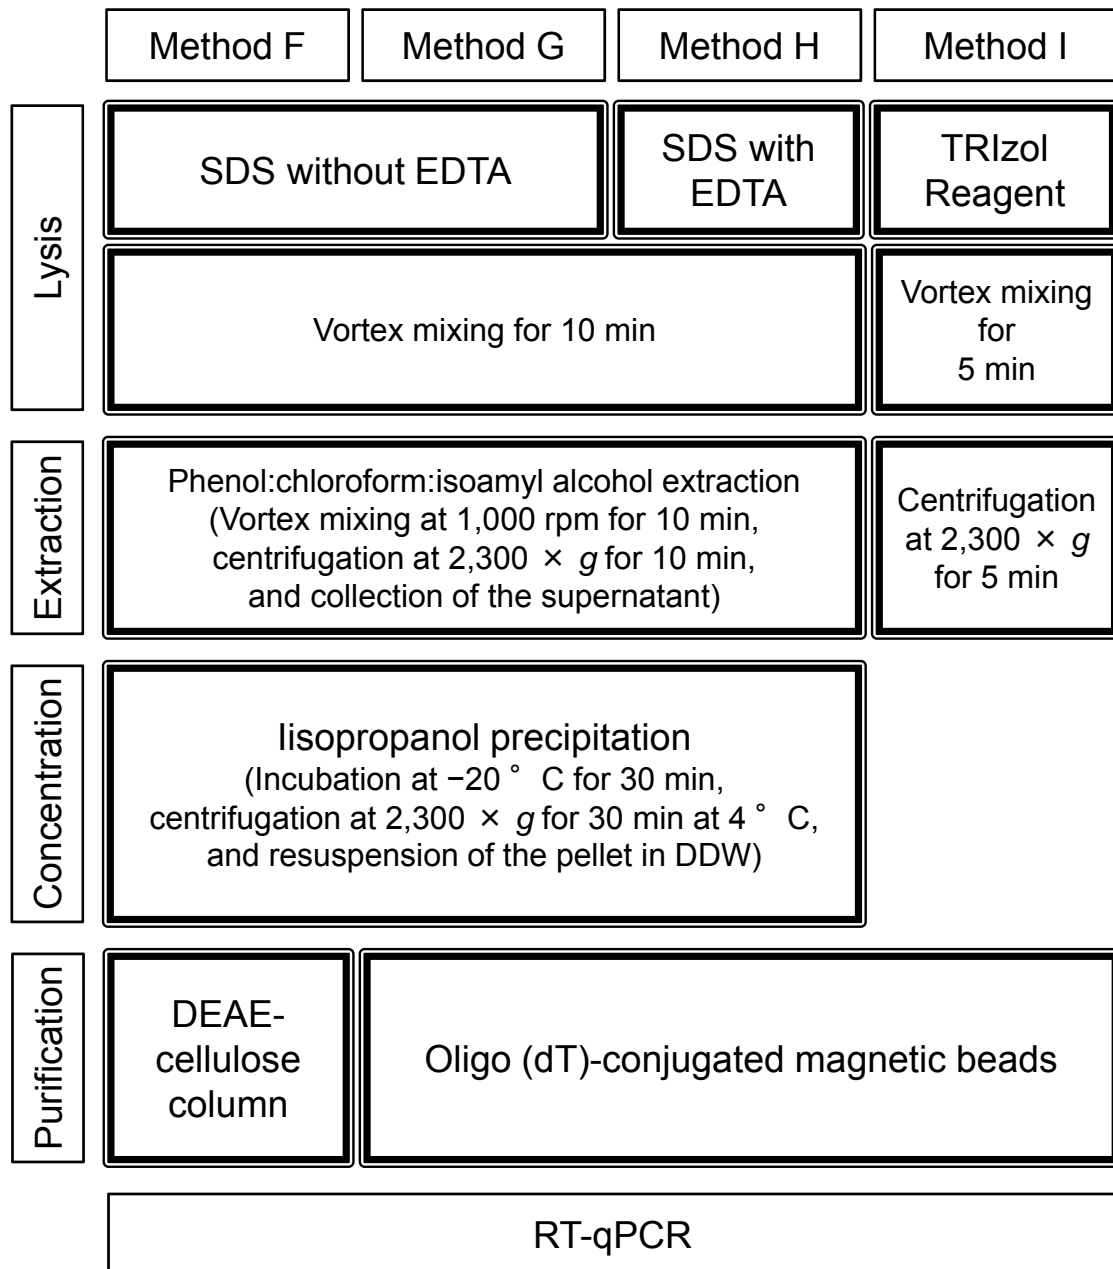 Method F
Method G
Method H
Method I
Lysis
SDS without EDTA
SDS with
EDTA
TRIzol
Reagent
Vortex mixing for 10 min
Vortex mixing
for
5 min
Extraction
Phenol:chloroform:isoamyl alcohol extraction
(Vortex mixing at 1,000 rpm for 10 min,
centrifugation at 2,300 × g for 10 min,
and collection of the supernatant)
Centrifugation
at 2,300 × g
for 5 min
Concentration
Iisopropanol precipitation
(Incubation at −20 ° C for 30 min,
centrifugation at 2,300 × g for 30 min at 4 ° C,
and resuspension of the pellet in DDW)
Purification
DEAE-
cellulose
column
Oligo (dT)-conjugated magnetic beads
RT-qPCR